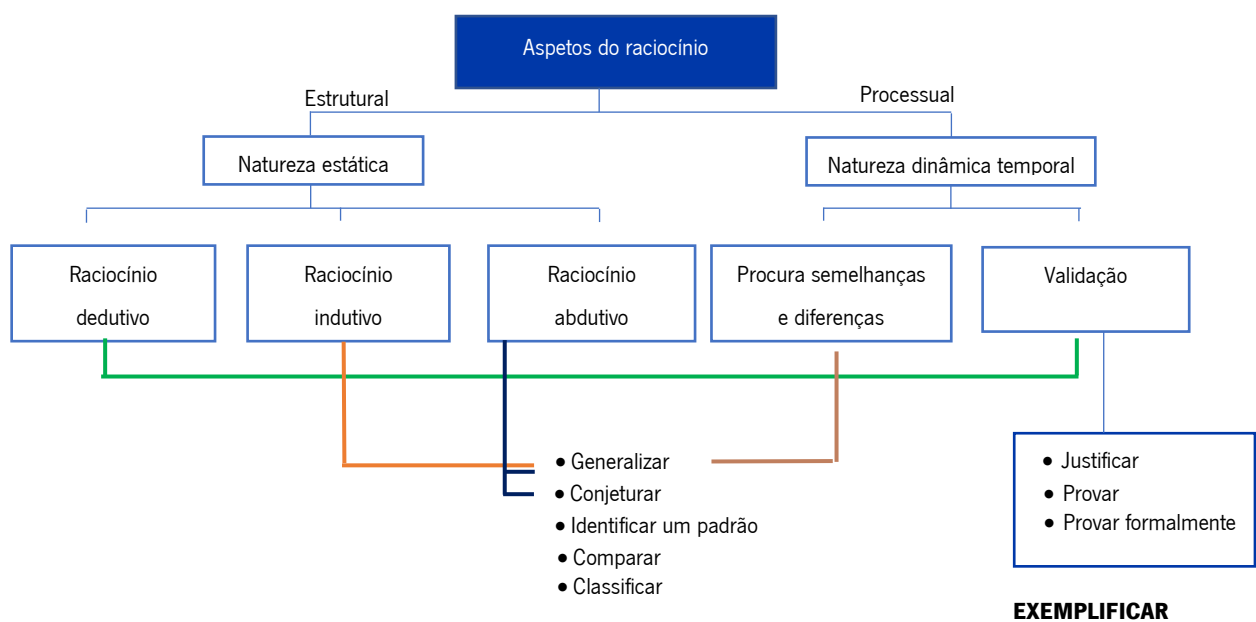 Aspetos do raciocínio
Estrutural
Processual
Natureza estática
Natureza dinâmica temporal
Raciocínio
dedutivo
Raciocínio
indutivo
Raciocínio
abdutivo
Procura semelhanças
e diferenças
Validação
• Generalizar
• Conjeturar
• Identificar um padrão
• Comparar
• Classificar
• Justificar
• Provar
• Provar formalmente
EXEMPLIFICAR